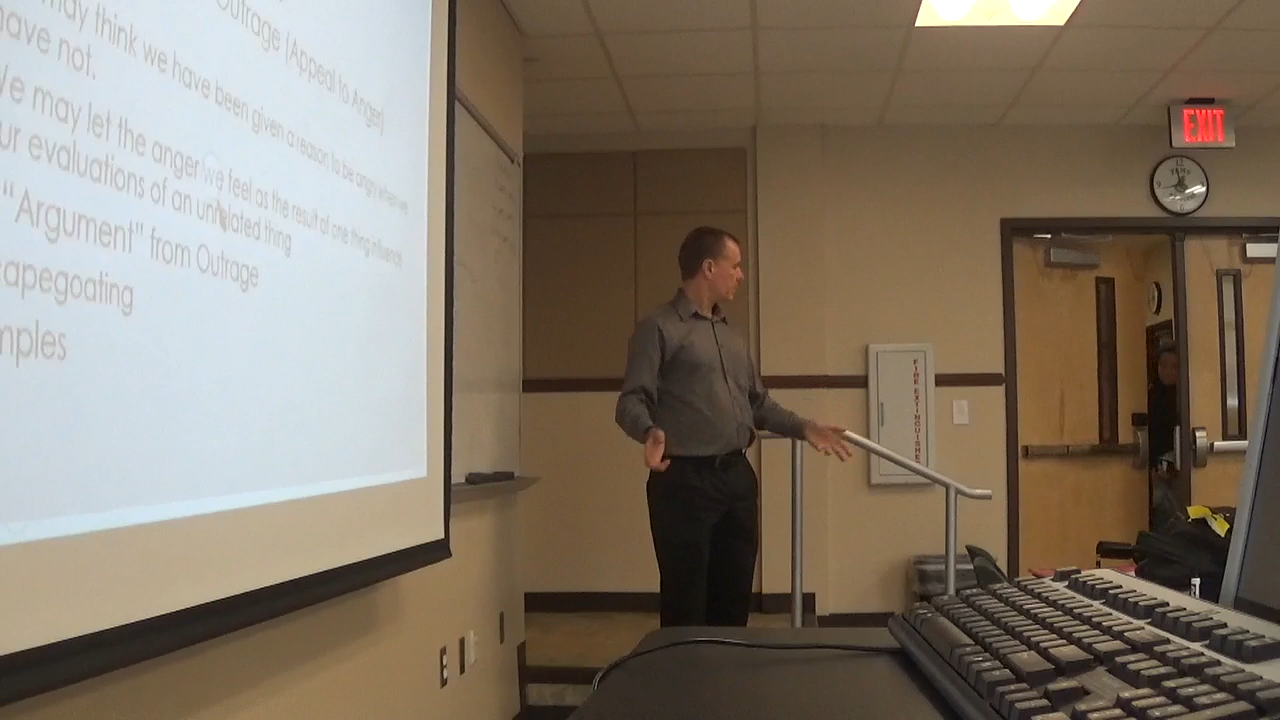 Outrage (Appeal to Anger)
may think we have been given a reason to be angry when we
have not.
We may let the anger we feel as the result of one thing influence
our evaluations of an unrelated thing
"Argument" from Outrage
capegoating
mples
EXIT
FIRE EXTINGUISHER